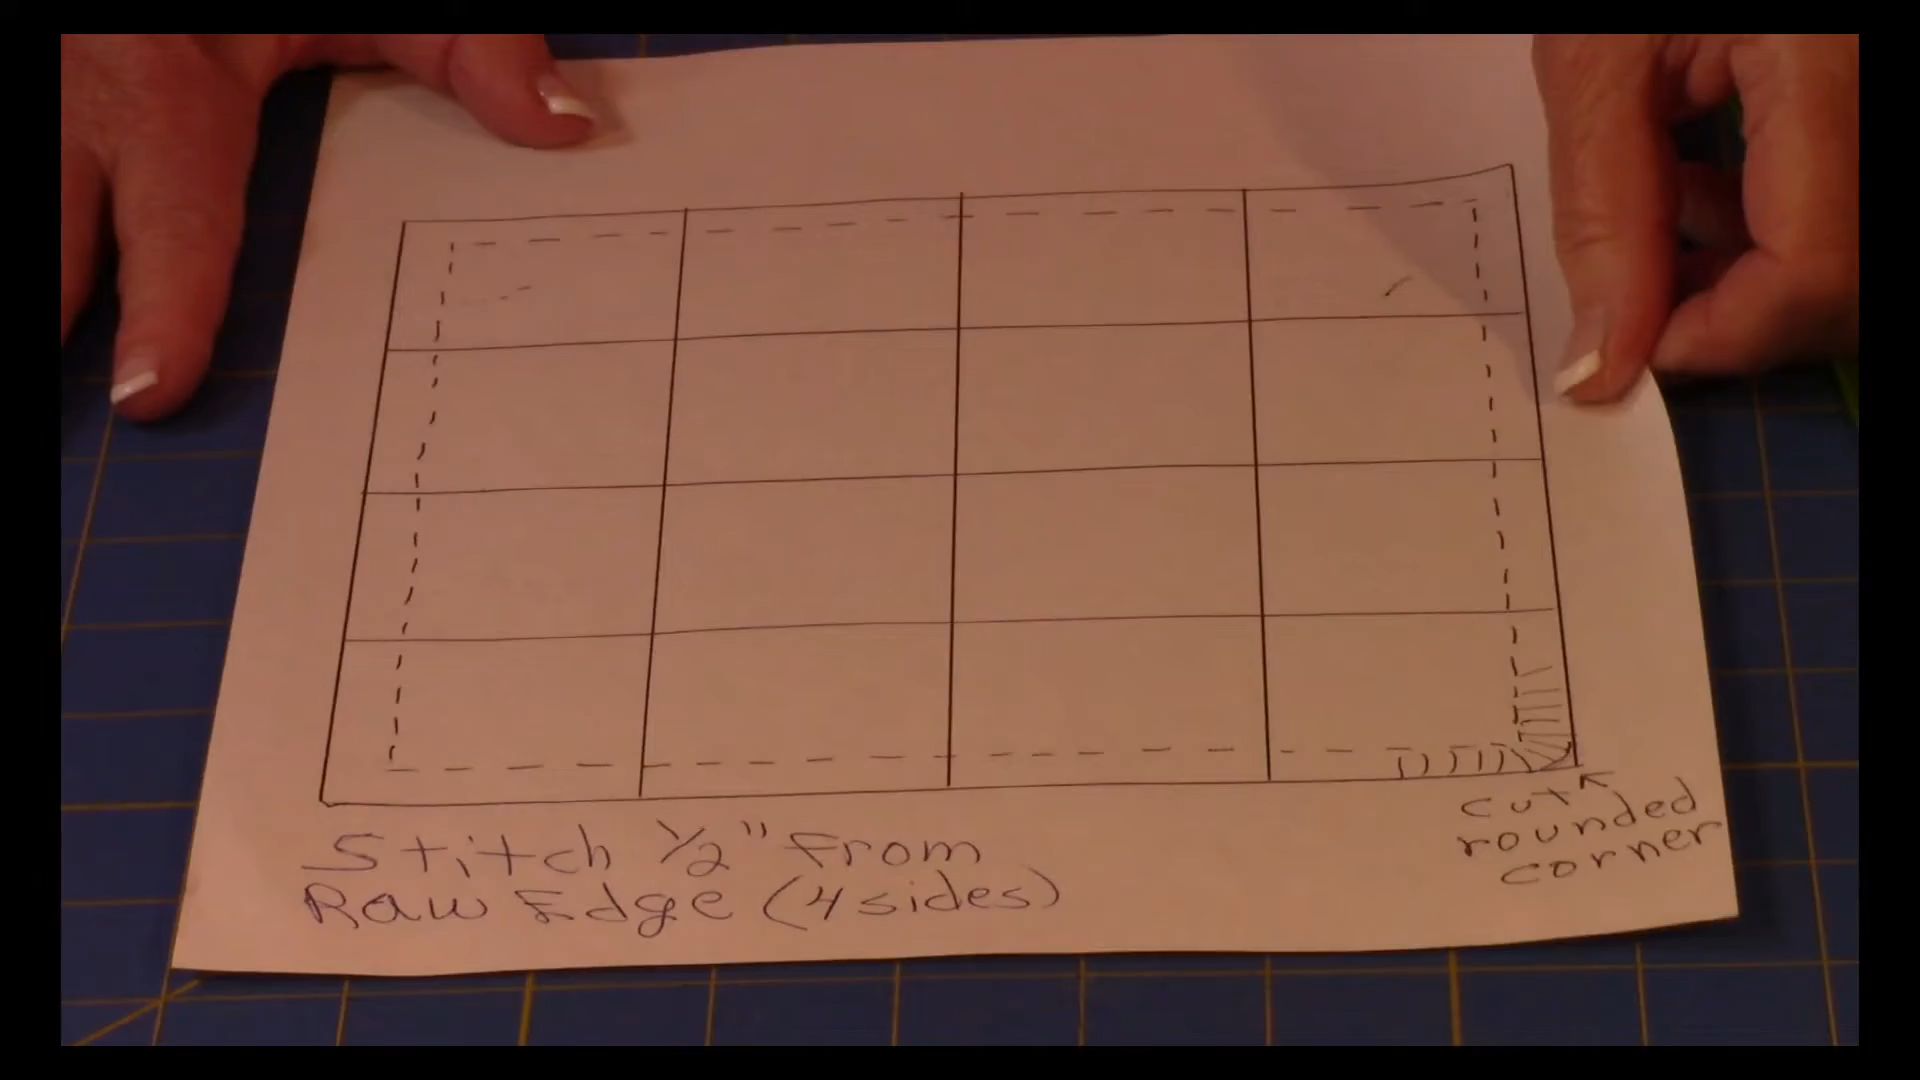 Stitch 1/2" from
Raw Edge (4 sides)
cut
rounded
corner